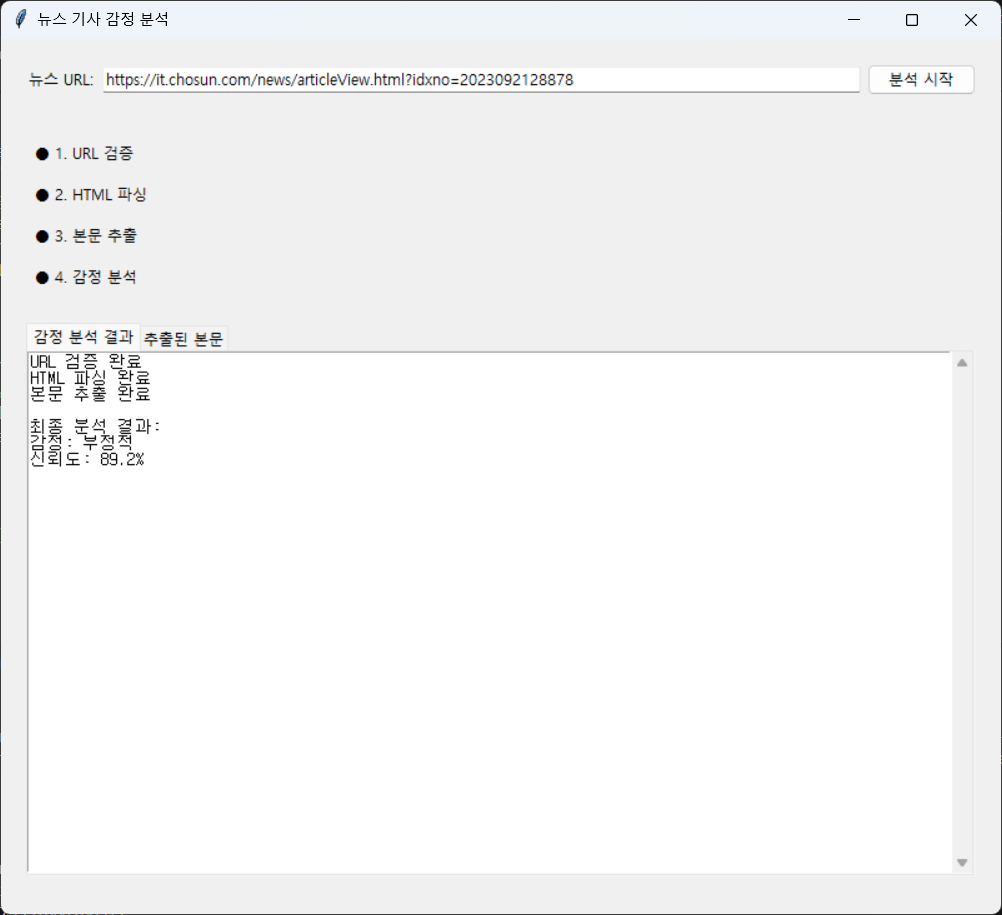 뉴스 기사 감정 분석
뉴스 URL: https://it.chosun.com/news/articleView.html?idxno=2023092128878 분석 시작
● 1. URL 검증
● 2. HTML 파싱
● 3. 본문 추출
● 4. 감정 분석
감정 분석 결과 추출된 본문
URL 검증 완료
HTML 파싱 완료
본문 추출 완료
최종 분석 결과:
감정: 부정적
신뢰도: 89.2%